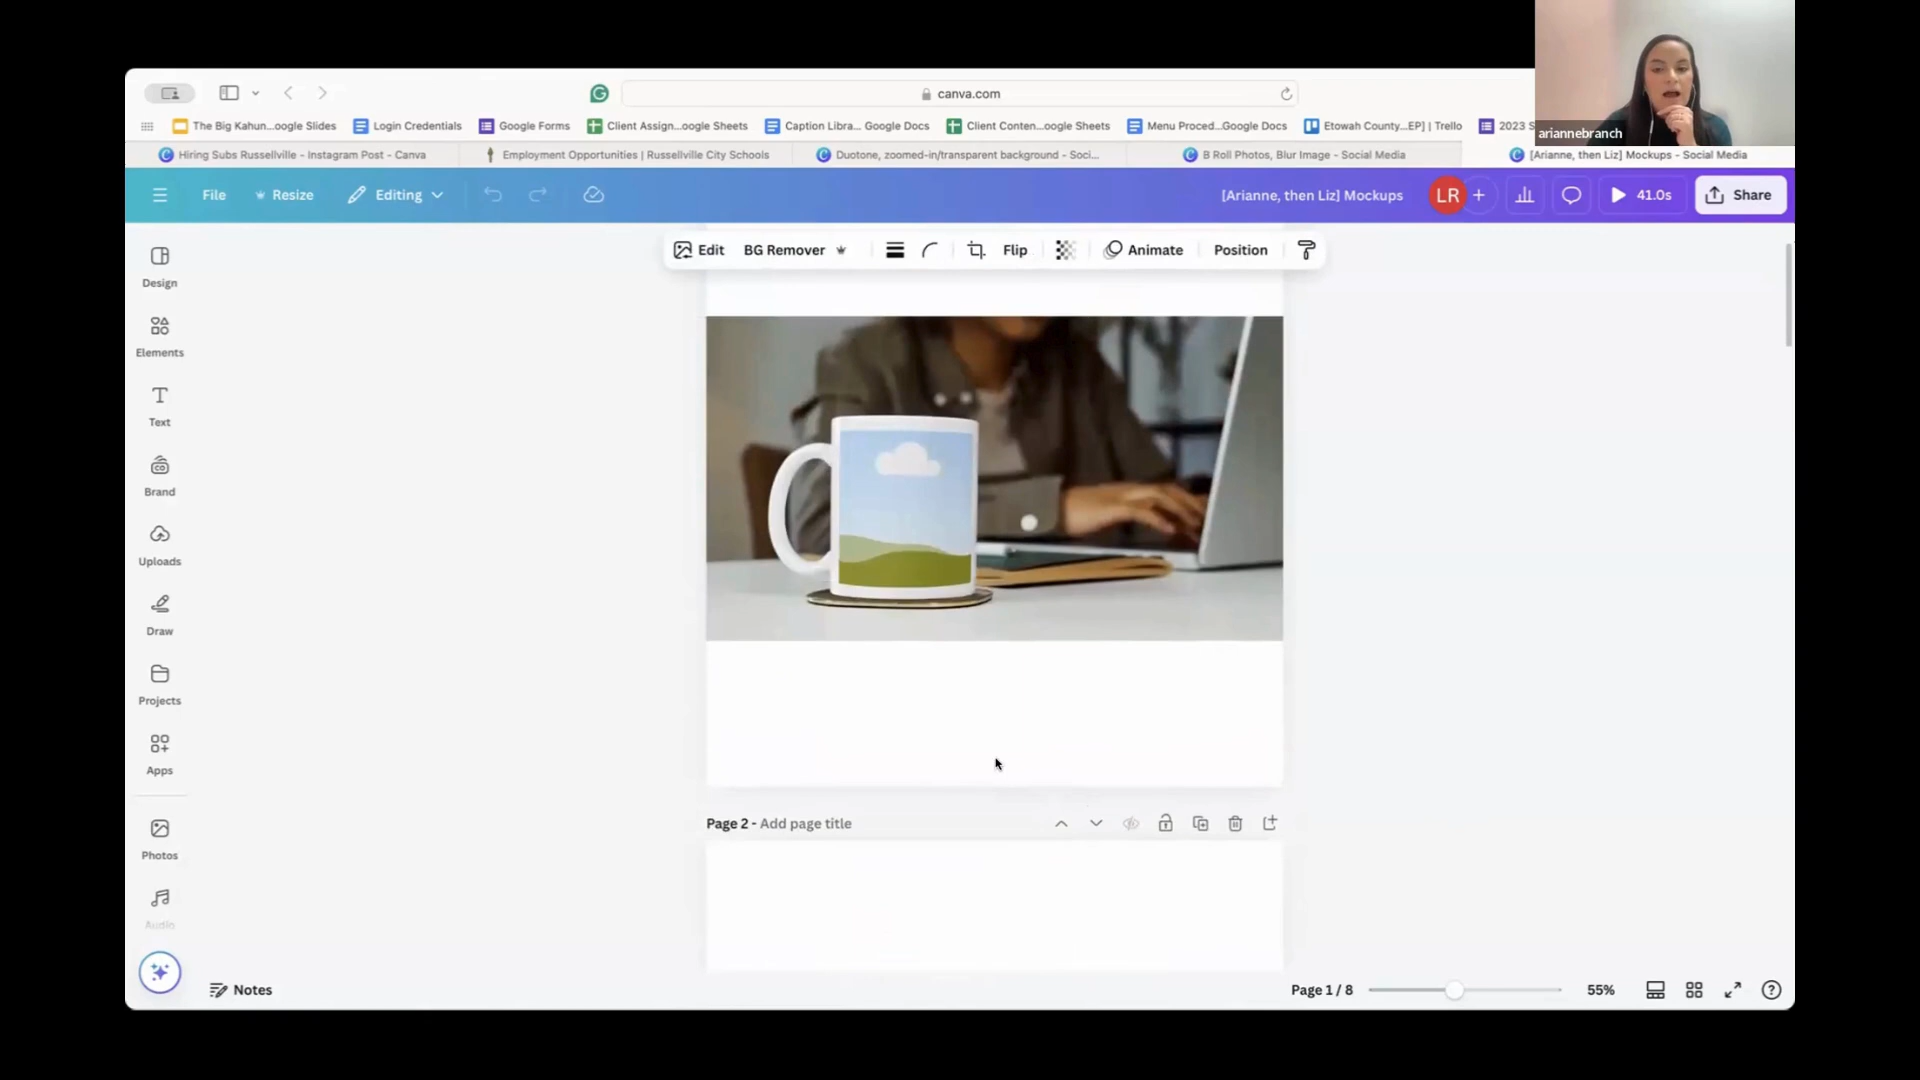 ariannebranch
canva.com
The Big Kahun...oogle Slides
Login Credentials
Google Forms
Client Assign...oogle Sheets
Caption Libra... Google Docs
Client Conten...oogle Sheets
Menu Proced...Google Docs
Etowah County...EP] | Trello
2023 S
Hiring Subs Russellville - Instagram Post - Canva
Employment Opportunities | Russellville City Schools
Duotone, zoomed-in/transparent background - Soci...
B Roll Photos, Blur Image - Social Media
[Arianne, then Liz] Mockups - Social Media
File
Resize
Editing
[Arianne, then Liz] Mockups
LR
41.0s
Share
Edit
BG Remover
Flip
Animate
Position
Design
Elements
Text
Brand
Uploads
Draw
Projects
Apps
Photos
Audio
Page 2 - Add page title
Notes
Page 1 / 8
55%